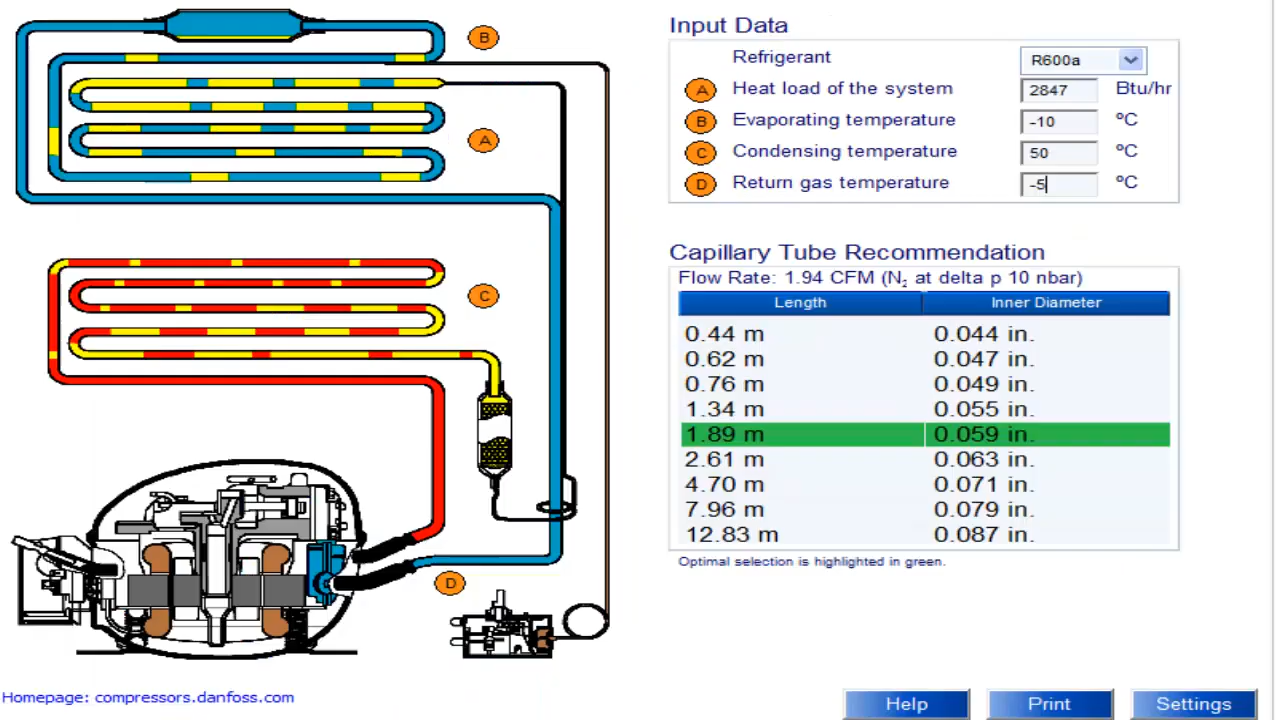 B
A
C
D
Homepage: compressors.danfoss.com
Input Data
Refrigerant R600a
A Heat load of the system 2847 Btu/hr
B Evaporating temperature -10 ºC
C Condensing temperature 50 ºC
D Return gas temperature -5 ºC
Capillary Tube Recommendation
Flow Rate: 1.94 CFM (N2 at delta p 10 nbar)
Length Inner Diameter
0.44 m 0.044 in.
0.62 m 0.047 in.
0.76 m 0.049 in.
1.34 m 0.055 in.
1.89 m 0.059 in.
2.61 m 0.063 in.
4.70 m 0.071 in.
7.96 m 0.079 in.
12.83 m 0.087 in.
Optimal selection is highlighted in green.
Help Print Settings